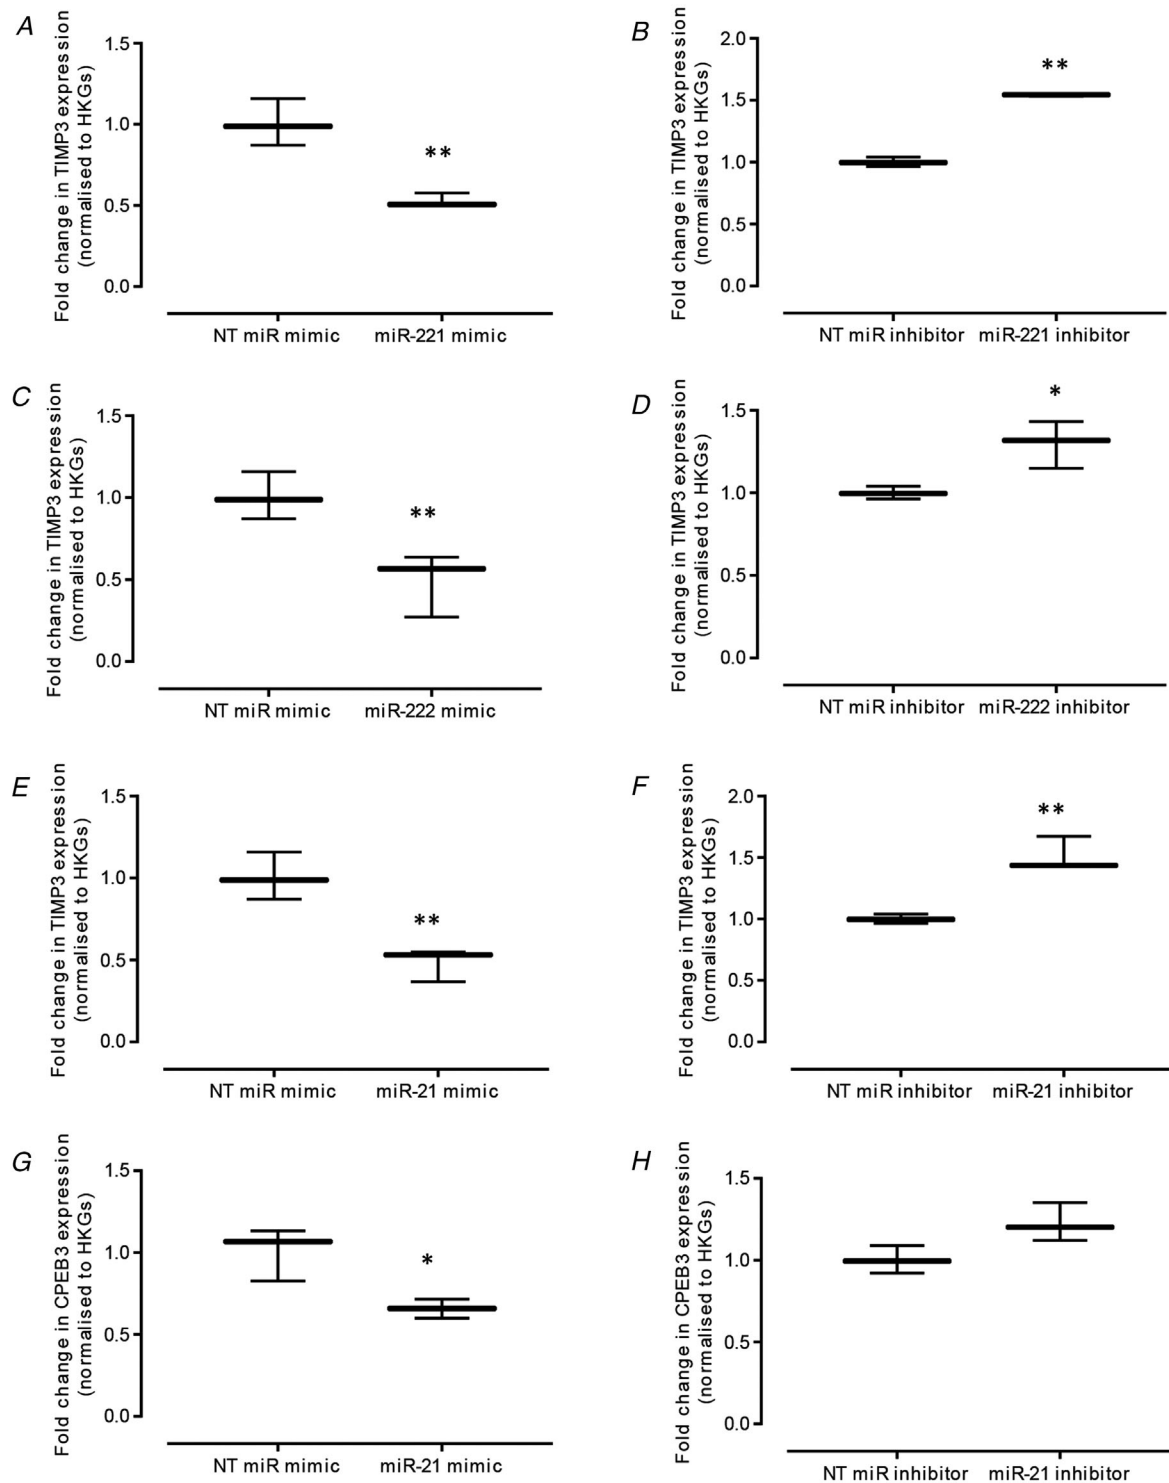 A
Fold change in TIMP3 expression
(normalised to HKGs)
1.5
1.0
0.5
0.0
**
NT miR mimic
miR-221 mimic
B
Fold change in TIMP3 expression
(normalised to HKGs)
2.0
1.5
1.0
0.5
0.0
**
NT miR inhibitor
miR-221 inhibitor
C
Fold change in TIMP3 expression
(normalised to HKGs)
1.5
1.0
0.5
0.0
**
NT miR mimic
miR-222 mimic
D
Fold change in TIMP3 expression
(normalised to HKGs)
1.5
1.0
0.5
0.0
*
NT miR inhibitor
miR-222 inhibitor
E
Fold change in TIMP3 expression
(normalised to HKGs)
1.5
1.0
0.5
0.0
**
NT miR mimic
miR-21 mimic
F
Fold change in TIMP3 expression
(normalised to HKGs)
2.0
1.5
1.0
0.5
0.0
**
NT miR inhibitor
miR-21 inhibitor
G
Fold change in CPEB3 expression
(normalised to HKGs)
1.5
1.0
0.5
0.0
*
NT miR mimic
miR-21 mimic
H
Fold change in CPEB3 expression
(normalised to HKGs)
1.5
1.0
0.5
0.0
NT miR inhibitor
miR-21 inhibitor